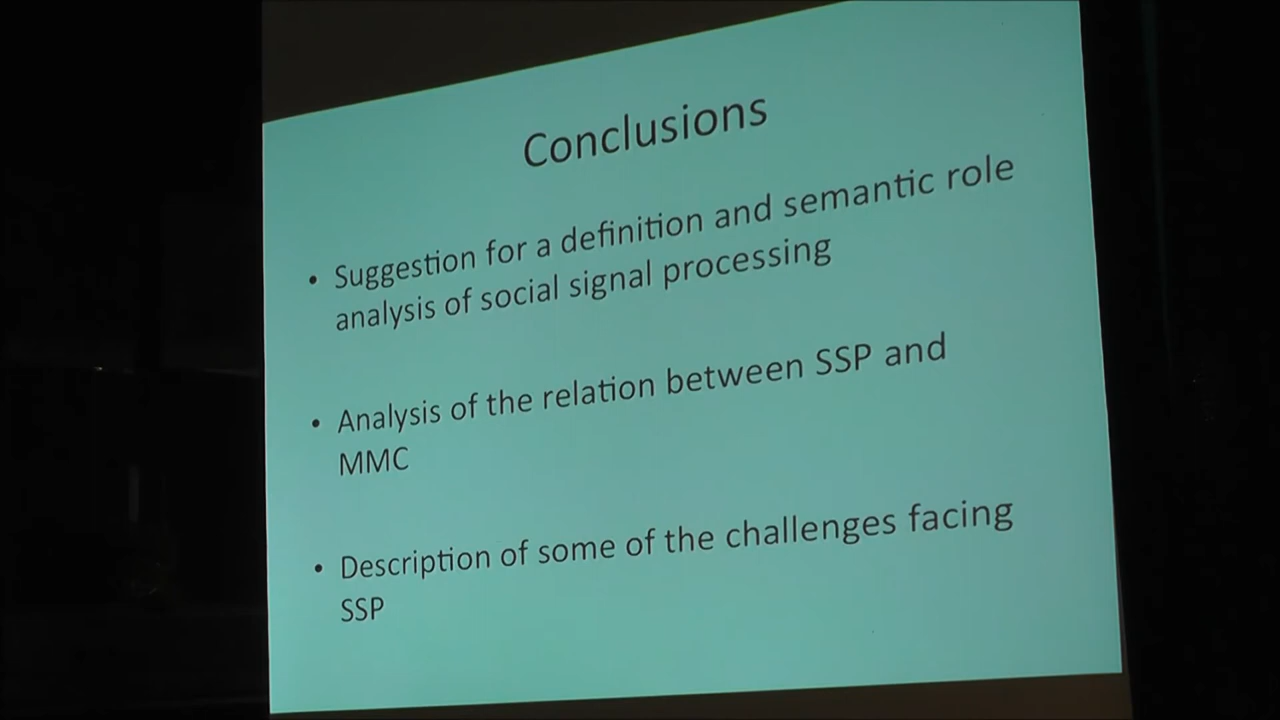 Conclusions
• Suggestion for a definition and semantic role
analysis of social signal processing
• Analysis of the relation between SSP and
MMC
• Description of some of the challenges facing
SSP